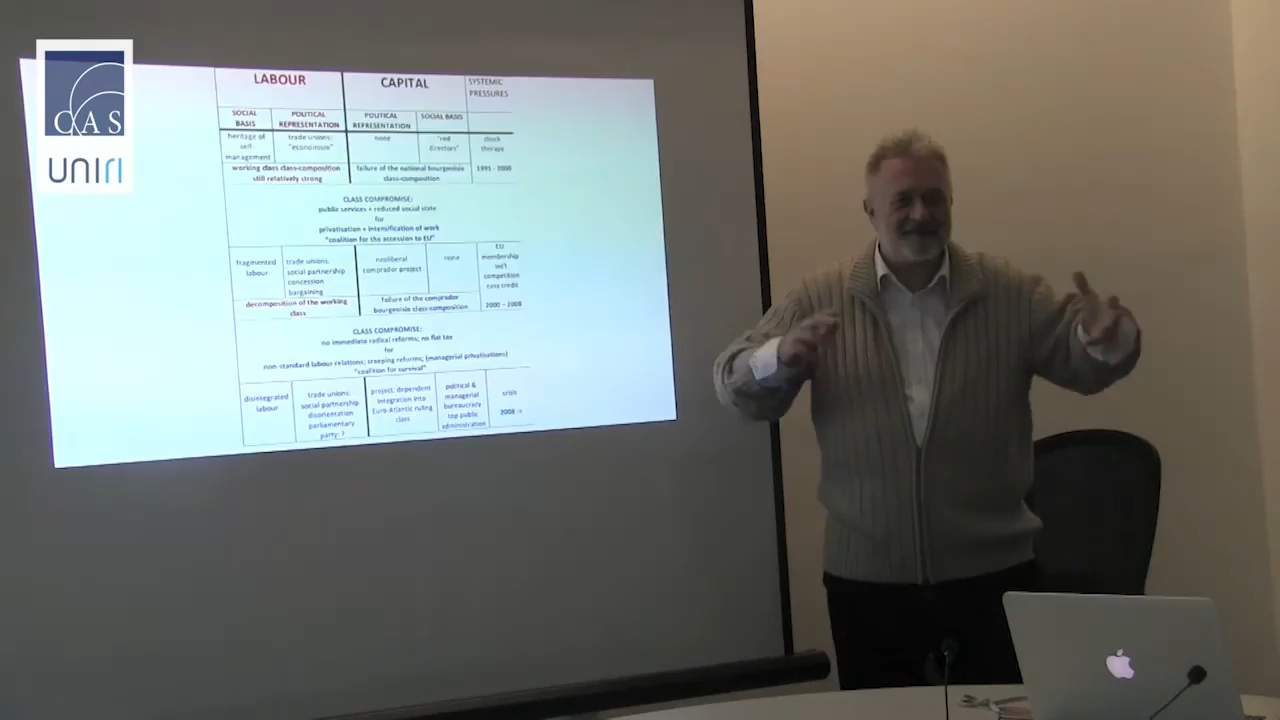 CAS
UNIRI
LABOUR
CAPITAL
SYSTEMIC
PRESSURES
SOCIAL
BASIS
POLITICAL
REPRESENTATION
POLITICAL
REPRESENTATION
SOCIAL BASIS
heritage of
self-
management
trade unions:
"economism"
none
"red
directors"
shock
therapy
working class class-composition
still relatively strong
failure of the national bourgeoisie
class-composition
1991 - 2000
CLASS COMPROMISE:
public services + reduced social state
for
privatisation + intensification of work
"coalition for the accession to EU"
fragmented
labour
trade unions:
social partnership
concession
bargaining
neoliberal
comprador project
none
EU
membership
int'l
competition
easy credit
decomposition of the working
class
failure of the comprador
bourgeoisie class-composition
2000 – 2008
CLASS COMPROMISE:
no immediate radical reforms; no flat tax
for
non-standard labour relations; creeping reforms; (managerial privatisations)
"coalition for survival"
disintegrated
labour
trade unions:
social partnership
disorientation
parliamentary
party: ?
project: dependent
integration into
Euro-Atlantic ruling
class
political &
managerial
bureaucracy
top public
administration
crisis
2008 ->